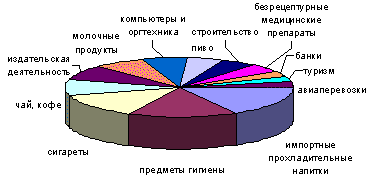 безрецептурные
медицинские
препараты
компьютеры и
оргтехника
строительство
молочные
продукты
пиво
банки
издательская
деятельность
туризм
авиаперевозки
чай, кофе
сигареты
предметы гигиены
импортные
прохладительные
напитки